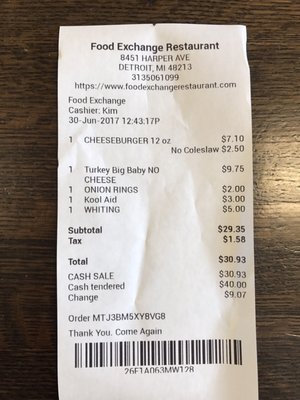 Food Exchange Restaurant
8451 HARPER AVE
DETROIT, MI 48213
3135061099
https://www.foodexchangerestaurant.com
Food Exchange
Cashier: Kim
30-Jun-2017 12:43:17P
1 CHEESEBURGER 12 oz $7.10
No Coleslaw $2.50
1 Turkey Big Baby NO $9.75
CHEESE
1 ONION RINGS $2.00
1 Kool Aid $3.00
1 WHITING $5.00
Subtotal $29.35
Tax $1.58
Total $30.93
CASH SALE $30.93
Cash tendered $40.00
Change $9.07
Order MTJ3BM5XY8VG8
Thank You. Come Again
26F1A063MW128